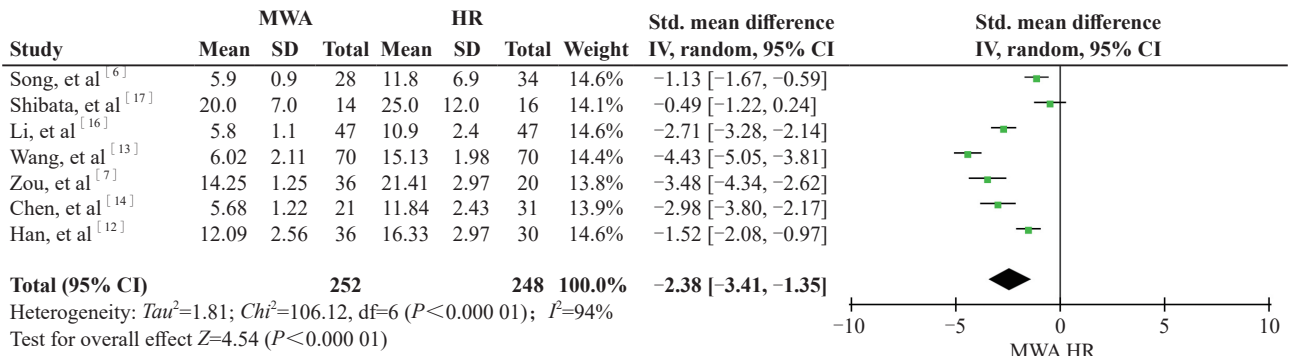 MWA HR Std. mean difference Std. mean difference
Study Mean SD Total Mean SD Total Weight IV, random, 95% CI IV, random, 95% CI
Song, et al [6] 5.9 0.9 28 11.8 6.9 34 14.6% −1.13 [−1.67, −0.59]
Shibata, et al [17] 20.0 7.0 14 25.0 12.0 16 14.1% −0.49 [−1.22, 0.24]
Li, et al [16] 5.8 1.1 47 10.9 2.4 47 14.6% −2.71 [−3.28, −2.14]
Wang, et al [13] 6.02 2.11 70 15.13 1.98 70 14.4% −4.43 [−5.05, −3.81]
Zou, et al [7] 14.25 1.25 36 21.41 2.97 20 13.8% −3.48 [−4.34, −2.62]
Chen, et al [14] 5.68 1.22 21 11.84 2.43 31 13.9% −2.98 [−3.80, −2.17]
Han, et al [12] 12.09 2.56 36 16.33 2.97 30 14.6% −1.52 [−2.08, −0.97]
Total (95% CI) 252 248 100.0% −2.38 [−3.41, −1.35]
Heterogeneity: Tau²=1.81; Chi²=106.12, df=6 (P<0.000 01); I²=94%
Test for overall effect Z=4.54 (P<0.000 01)
−10 −5 0 5 10
MWA HR